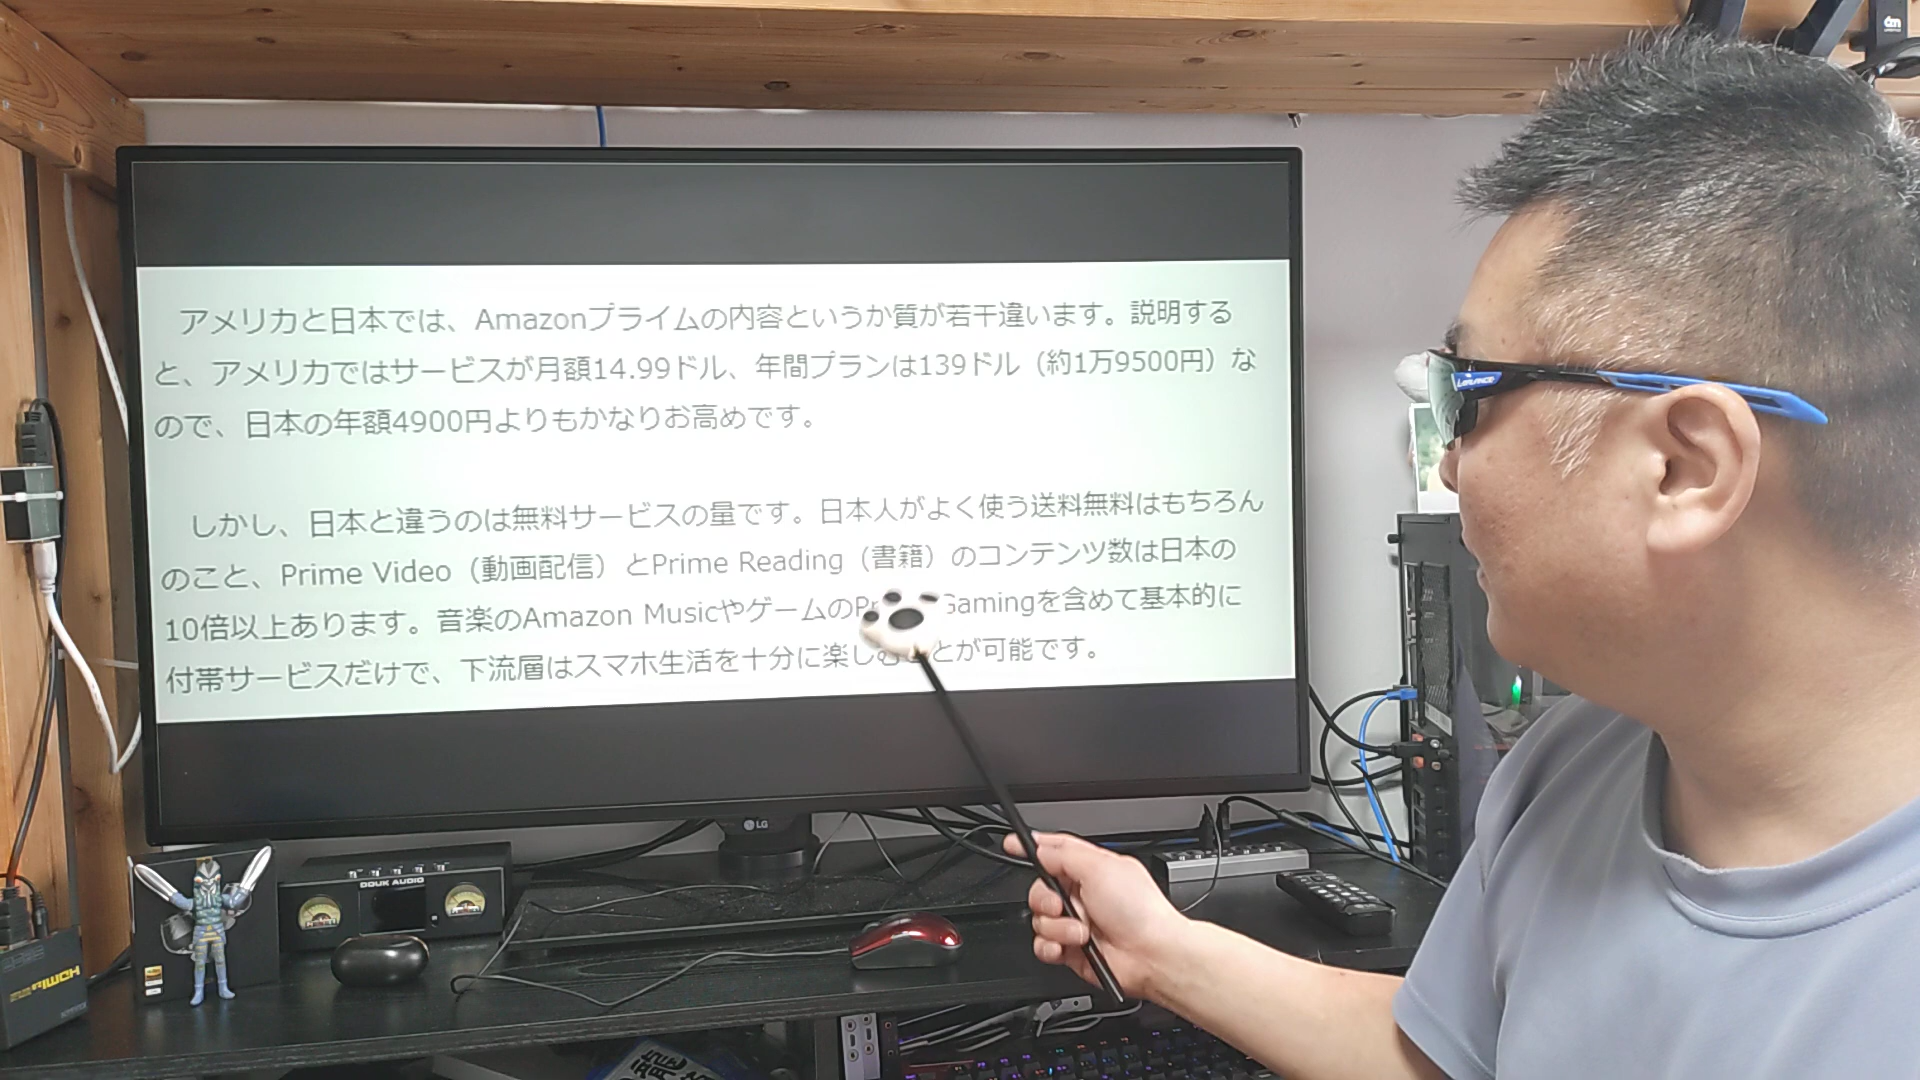 アメリカと日本では、Amazonプライムの内容というか質が若干違います。説明する
と、アメリカではサービスが月額14.99ドル、年間プランは139ドル（約1万9500円）な
ので、日本の年額4900円よりもかなりお高めです。
しかし、日本と違うのは無料サービスの量です。日本人がよく使う送料無料はもちろん
のこと、Prime Video（動画配信）とPrime Reading（書籍）のコンテンツ数は日本の
10倍以上あります。音楽のAmazon MusicやゲームのPr Gamingを含めて基本的に
付帯サービスだけで、下流層はスマホ生活を十分に楽しむことが可能です。
LG
DOUK AUDIO
HDMI